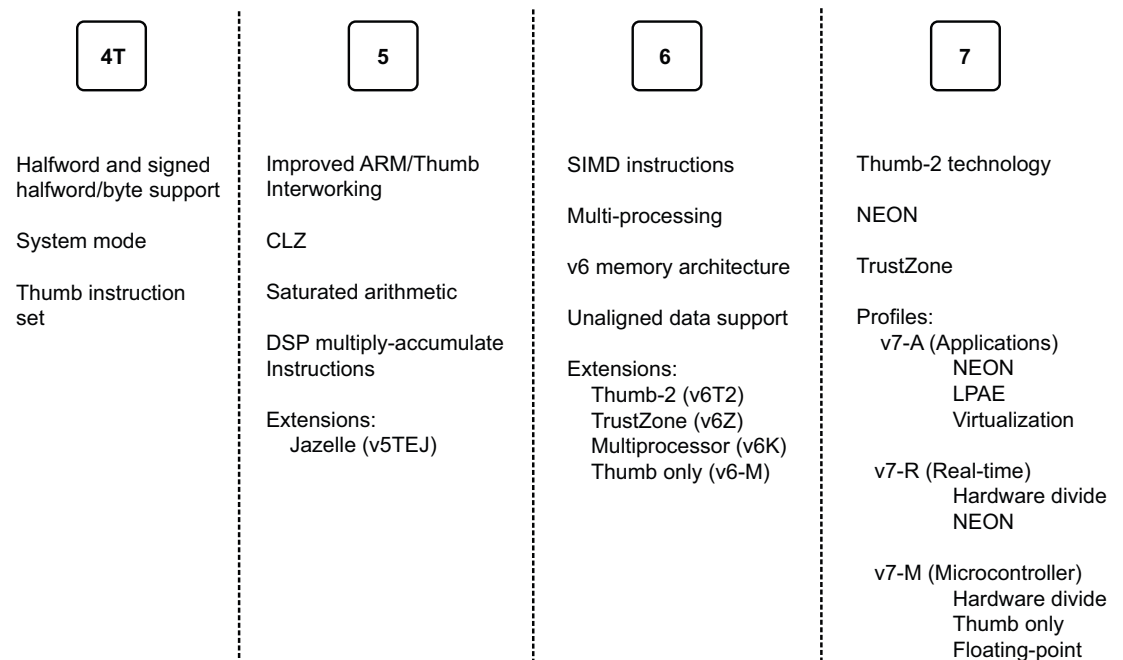 4T
Halfword and signed
halfword/byte support
System mode
Thumb instruction
set
5
Improved ARM/Thumb
Interworking
CLZ
Saturated arithmetic
DSP multiply-accumulate
Instructions
Extensions:
Jazelle (v5TEJ)
6
SIMD instructions
Multi-processing
v6 memory architecture
Unaligned data support
Extensions:
Thumb-2 (v6T2)
TrustZone (v6Z)
Multiprocessor (v6K)
Thumb only (v6-M)
7
Thumb-2 technology
NEON
TrustZone
Profiles:
v7-A (Applications)
NEON
LPAE
Virtualization
v7-R (Real-time)
Hardware divide
NEON
v7-M (Microcontroller)
Hardware divide
Thumb only
Floating-point